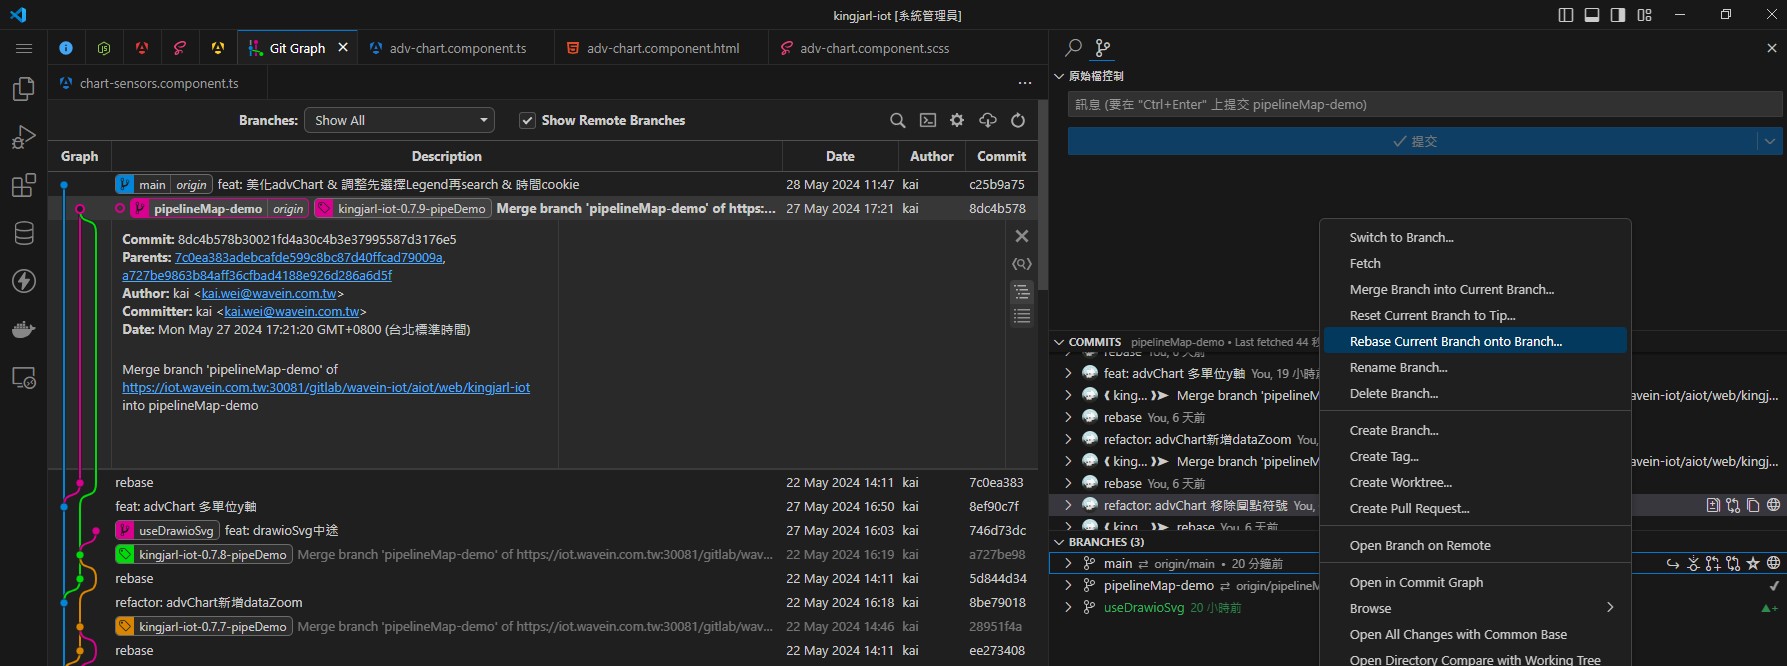 kingjarl-iot [系統管理員]
Git Graph
adv-chart.component.ts
adv-chart.component.html
adv-chart.component.scss
chart-sensors.component.ts
Branches: Show All Show Remote Branches
Graph Description Date Author Commit
main origin feat: 美化advChart & 調整先選擇Legend再search & 時間cookie 28 May 2024 11:47 kai c25b9a75
pipelineMap-demo origin kingjarl-iot-0.7.9-pipeDemo Merge branch 'pipelineMap-demo' of https:... 27 May 2024 17:21 kai 8dc4b578
Commit: 8dc4b578b30021fd4a30c4b3e37995587d3176e5
Parents: 7c0ea383adebcafde599c8bc87d40ffcad79009a,
a727be9863b84aff36cfbad4188e926d286a6d5f
Author: kai <kai.wei@wavein.com.tw>
Committer: kai <kai.wei@wavein.com.tw>
Date: Mon May 27 2024 17:21:20 GMT+0800 (台北標準時間)
Merge branch 'pipelineMap-demo' of
https://iot.wavein.com.tw:30081/gitlab/wavein-iot/aiot/web/kingjarl-iot
into pipelineMap-demo
rebase 22 May 2024 14:11 kai 7c0ea383
feat: advChart 多單位y軸 27 May 2024 16:50 kai 8ef90c7f
useDrawioSvg feat: drawioSvg中途 27 May 2024 16:03 kai 746d73dc
kingjarl-iot-0.7.8-pipeDemo Merge branch 'pipelineMap-demo' of https://iot.wavein.com.tw:30081/gitlab/wav... 22 May 2024 16:19 kai a727be98
rebase 22 May 2024 14:11 kai 5d844d34
refactor: advChart新增dataZoom 22 May 2024 16:18 kai 8be79018
kingjarl-iot-0.7.7-pipeDemo Merge branch 'pipelineMap-demo' of https://iot.wavein.com.tw:30081/gitlab/wav... 22 May 2024 14:46 kai 28951f4a
rebase 22 May 2024 14:11 kai ee273408
原始檔控制
訊息 (要在 "Ctrl+Enter" 上提交 pipelineMap-demo)
提交
COMMITS pipelineMap-demo • Last fetched 44 秒
rebase You, 6 天前
feat: advChart 多單位y軸 You, 19 小時前
king... Merge branch 'pipelineM avein-iot/aiot/web/kingj...
rebase You, 6 天前
refactor: advChart新增dataZoom You,
king... Merge branch 'pipelineM avein-iot/aiot/web/kingj...
rebase You, 6 天前
refactor: advChart 移除圓點符號 You,
king... rebase You, 6 天前
BRANCHES (3)
main origin/main • 20 分鐘前
pipelineMap-demo origin/pipelineM
useDrawioSvg 20 小時前
Switch to Branch...
Fetch
Merge Branch into Current Branch...
Reset Current Branch to Tip...
Rebase Current Branch onto Branch...
Rename Branch...
Delete Branch...
Create Branch...
Create Tag...
Create Worktree...
Create Pull Request...
Open Branch on Remote
Open in Commit Graph
Browse
Open All Changes with Common Base
Open Directory Compare with Working Tree